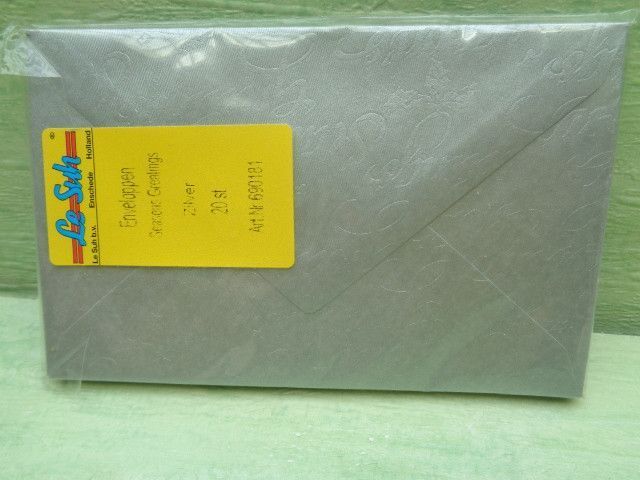 Le Suh ®
Le Suh b.v. Enschede Holland
Enveloppen
Seasons Greetings
Zilver
20 st.
Art.Nr.690181